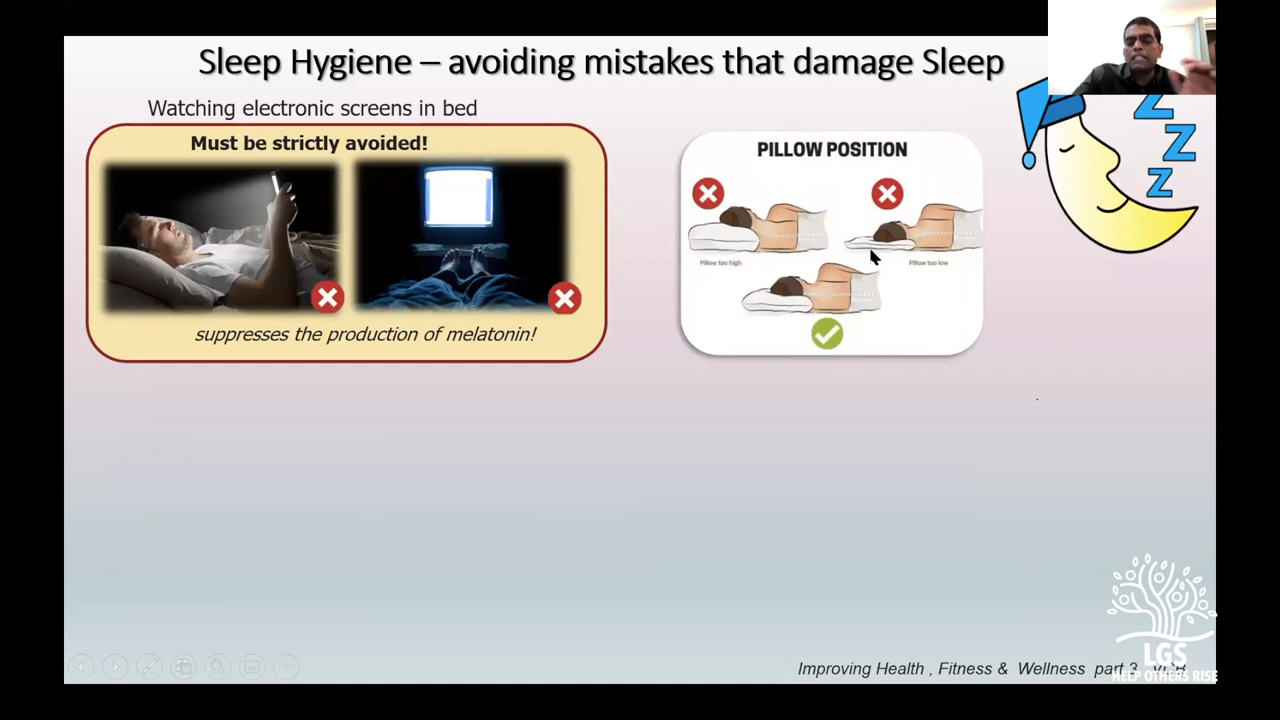 Sleep Hygiene – avoiding mistakes that damage Sleep
Watching electronic screens in bed
Must be strictly avoided!
suppresses the production of melatonin!
PILLOW POSITION
Pillow too high
Pillow too low
Z
Z
Z
Improving Health , Fitness & Wellness part 3
LGS
HELP OTHERS RISE